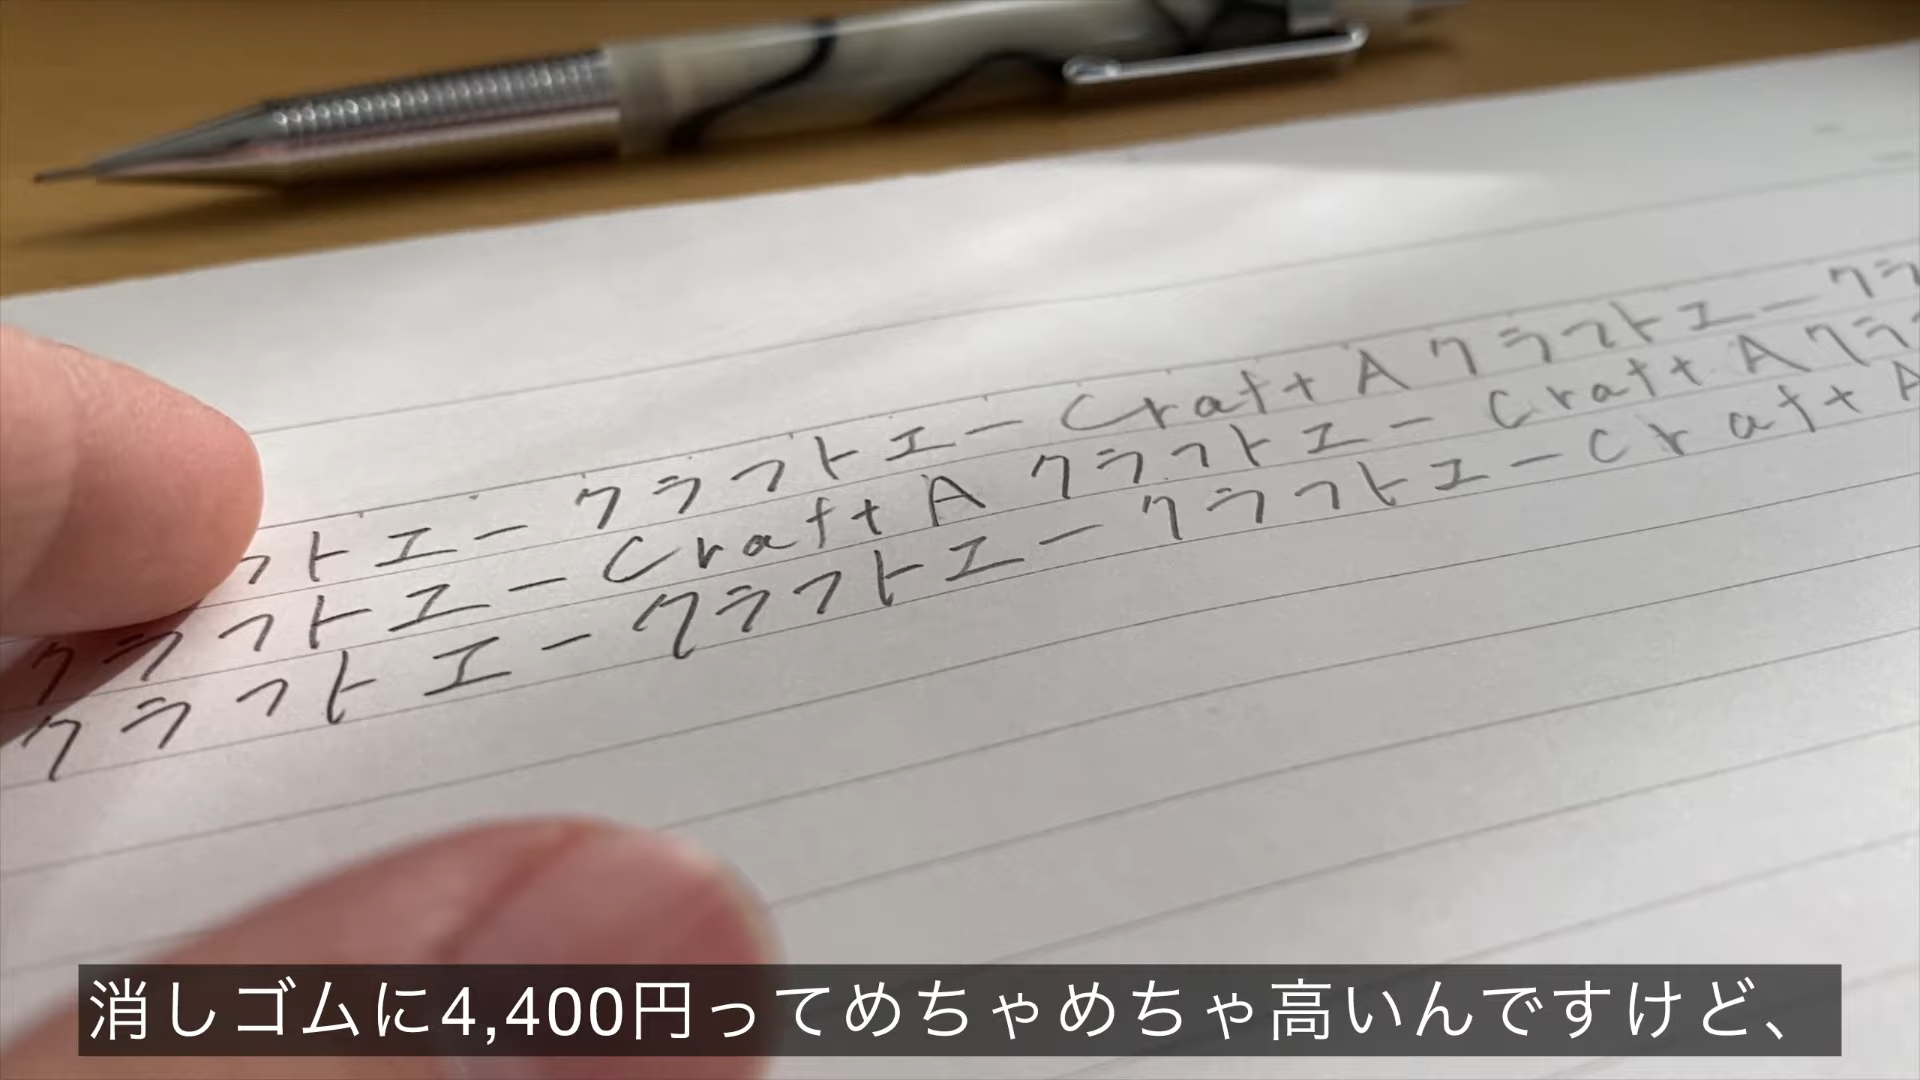 フトエー クラフトエー Craft A クラフトエー クラ
クラフトエー Craft A クラフトエー Craft A クラ
クラフトエー クラフトエー クラフトエー Craft A
消しゴムに4,400円ってめちゃめちゃ高いんですけど、